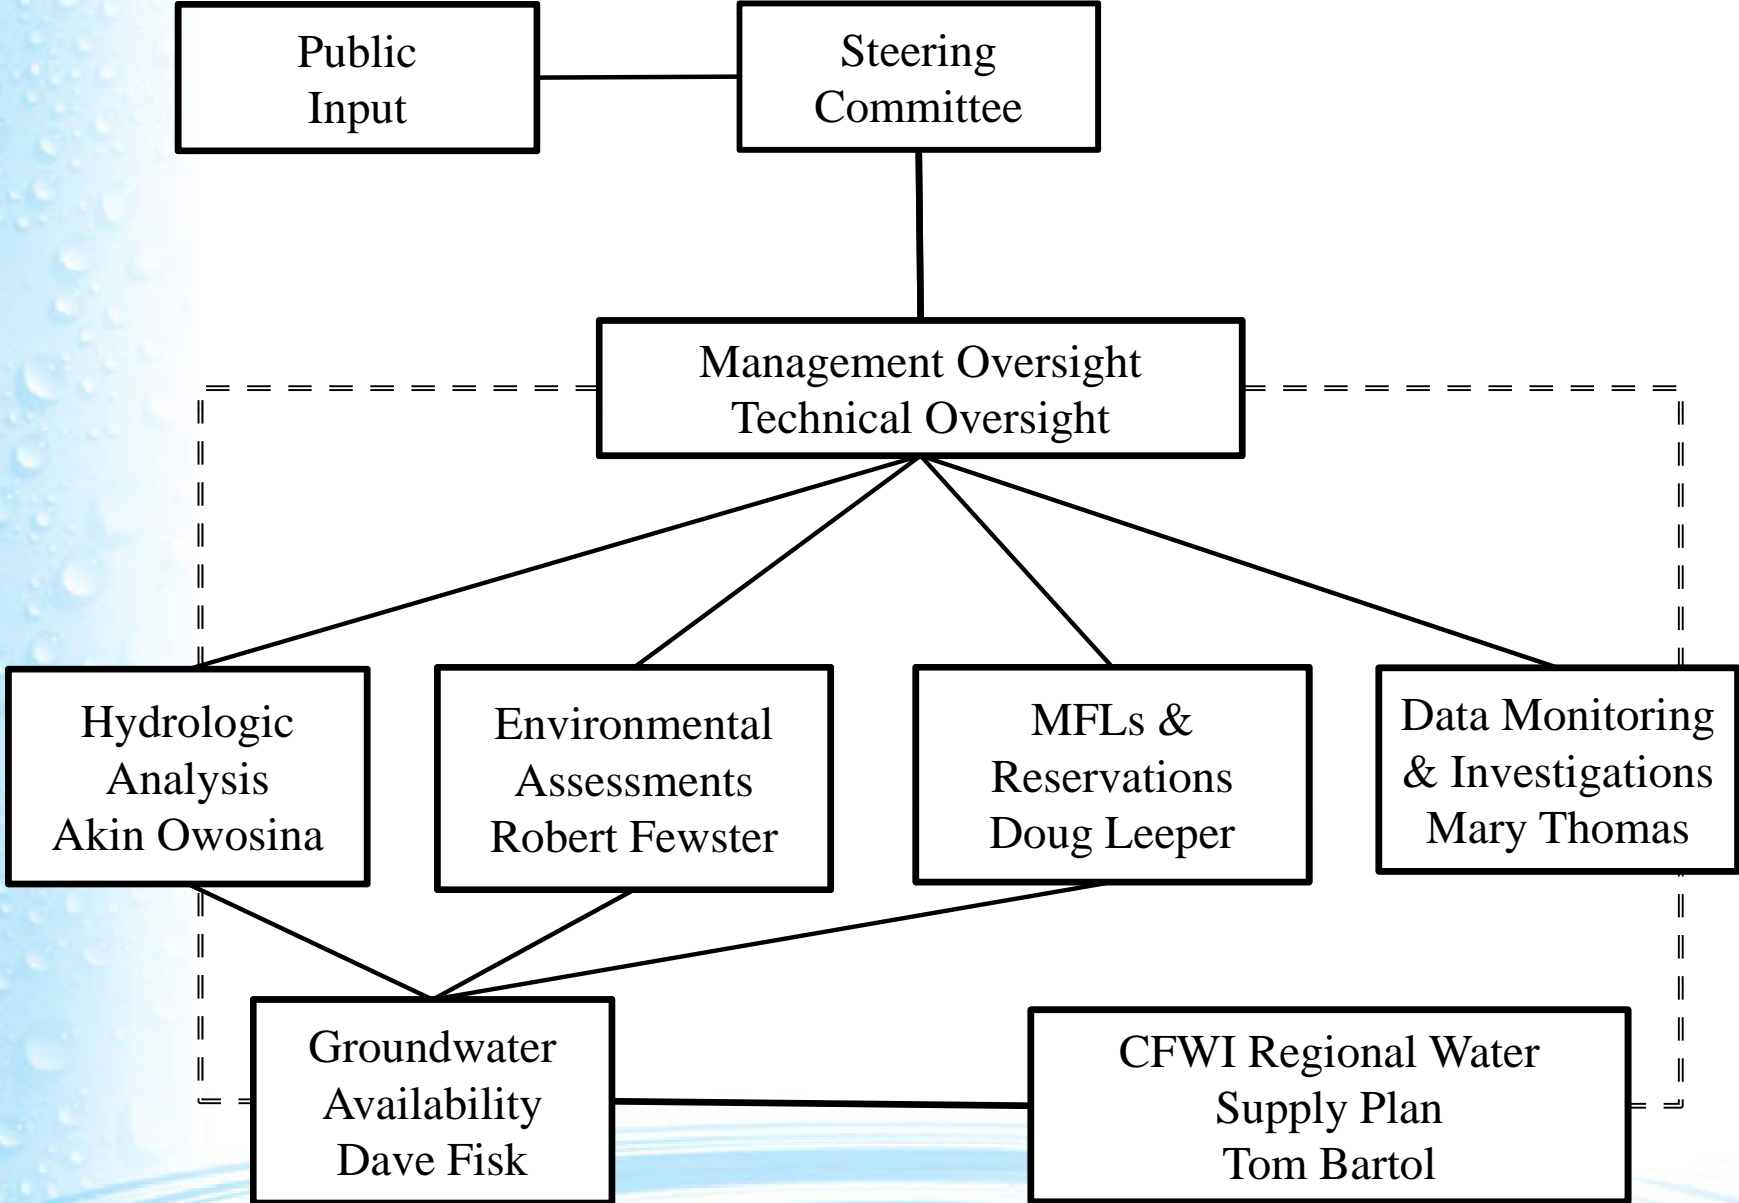 Public
Input
Steering
Committee
Management Oversight
Technical Oversight
Hydrologic
Analysis
Akin Owosina
Environmental
Assessments
Robert Fewster
MFLs &
Reservations
Doug Leeper
Data Monitoring
& Investigations
Mary Thomas
Groundwater
Availability
Dave Fisk
CFWI Regional Water
Supply Plan
Tom Bartol